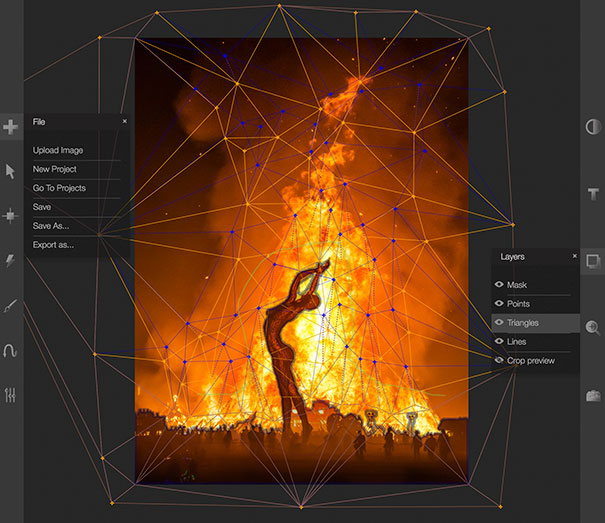 File
×
Upload Image
New Project
Go To Projects
Save
Save As...
Export as...
T
Layers
×
Mask
Points
Triangles
Lines
Crop preview